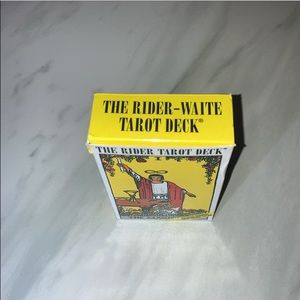 THE RIDER-WAITE
TAROT DECK®
THE RIDER TAROT DECK
I